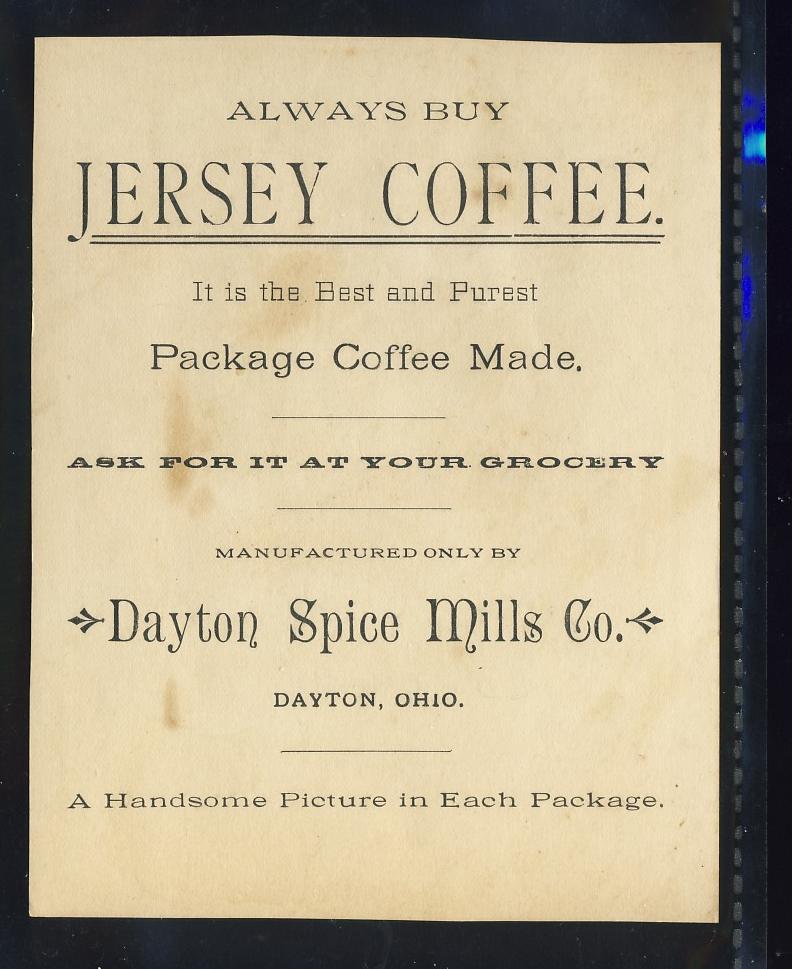 ALWAYS BUY
JERSEY COFFEE.
It is the Best and Purest
Package Coffee Made.
ASK FOR IT AT YOUR GROCERY
MANUFACTURED ONLY BY
Dayton Spice Mills Co.
DAYTON, OHIO.
A Handsome Picture in Each Package.